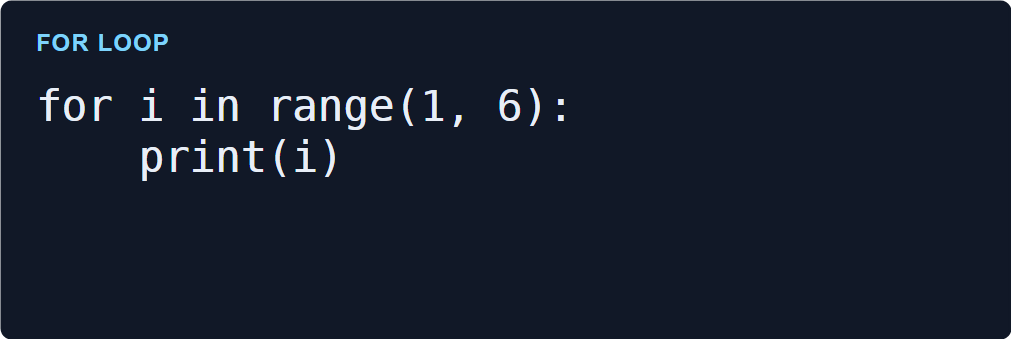 FOR LOOP
for i in range(1, 6):
    print(i)